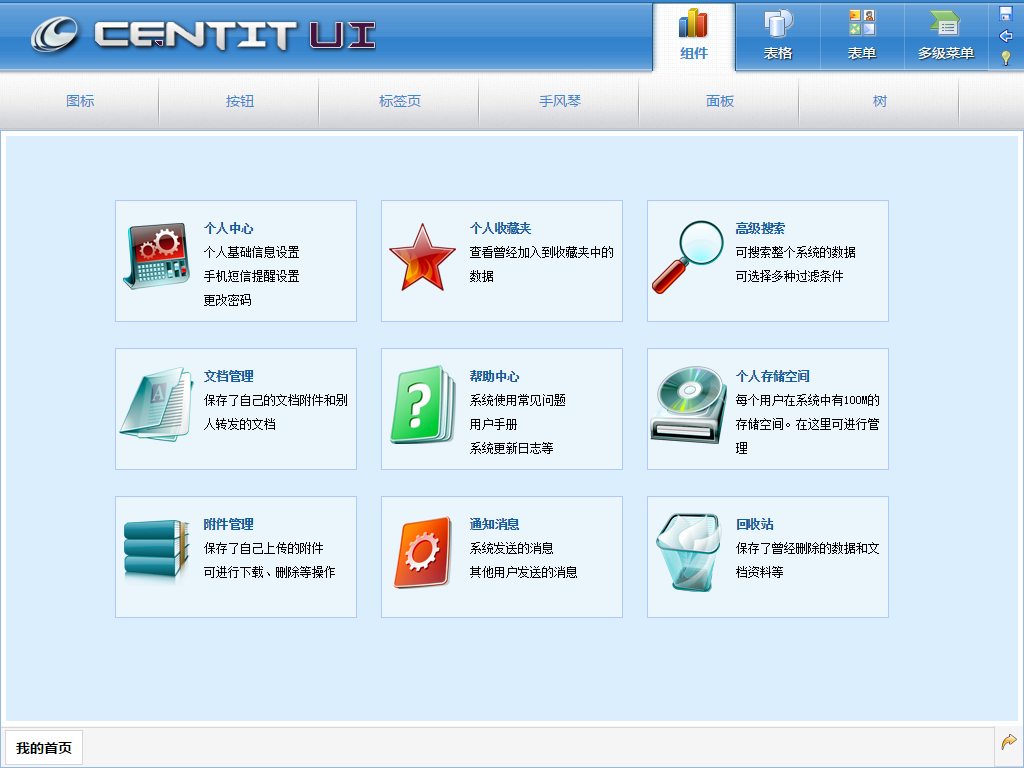 CENTIT UI
组件
表格
表单
多级菜单
图标
按钮
标签页
手风琴
面板
树
个人中心
个人基础信息设置
手机短信提醒设置
更改密码
个人收藏夹
查看曾经加入到收藏夹中的
数据
高级搜索
可搜索整个系统的数据
可选择多种过滤条件
文档管理
保存了自己的文档附件和别
人转发的文档
帮助中心
系统使用常见问题
用户手册
系统更新日志等
个人存储空间
每个用户在系统中有100M的
存储空间。在这里可进行管
理
附件管理
保存了自己上传的附件
可进行下载、删除等操作
通知消息
系统发送的消息
其他用户发送的消息
回收站
保存了曾经删除的数据和文
档资料等
我的首页